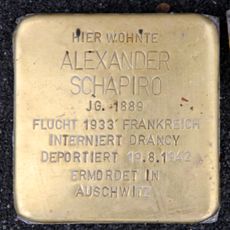 HIER WOHNTE
ALEXANDER
SCHAPIRO
JG. 1889
FLUCHT 1933 FRANKREICH
INTERNIERT DRANCY
DEPORTIERT 19.8.1942
ERMORDET IN
AUSCHWITZ